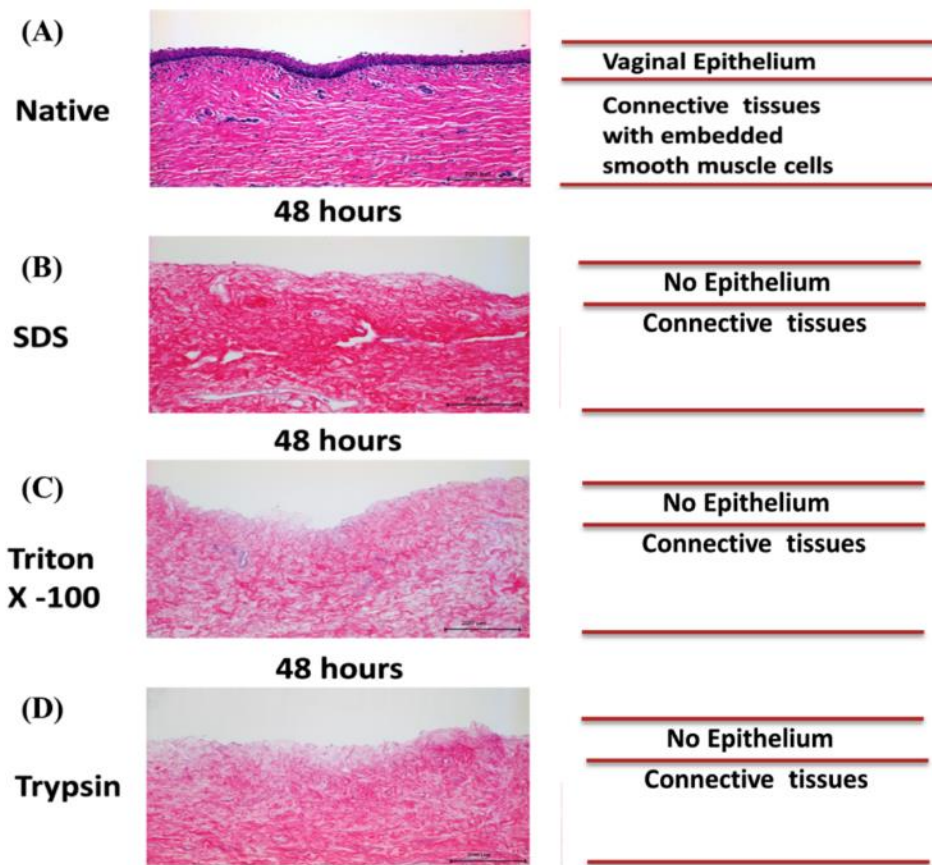 (A)
Native
Vaginal Epithelium
Connective tissues
with embedded
smooth muscle cells
48 hours
(B)
SDS
No Epithelium
Connective tissues
48 hours
(C)
Triton
X -100
No Epithelium
Connective tissues
48 hours
(D)
Trypsin
No Epithelium
Connective tissues